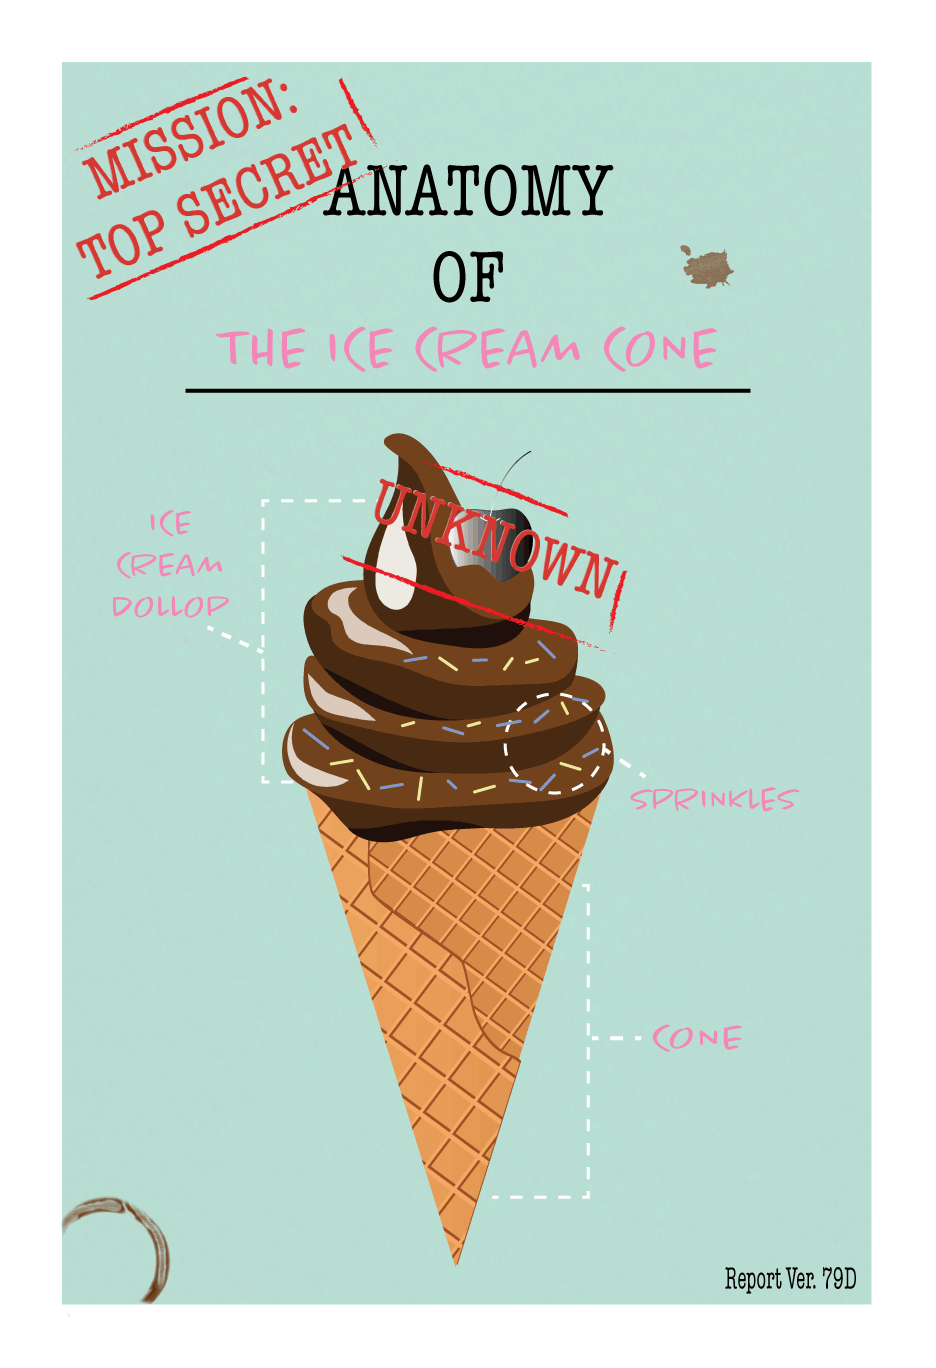 MISSION:
TOP SECRET
ANATOMY
OF
THE ICE CREAM CONE
UNKNOWN
ICE
CREAM
DOLLOP
SPRINKLES
CONE
Report Ver. 79D